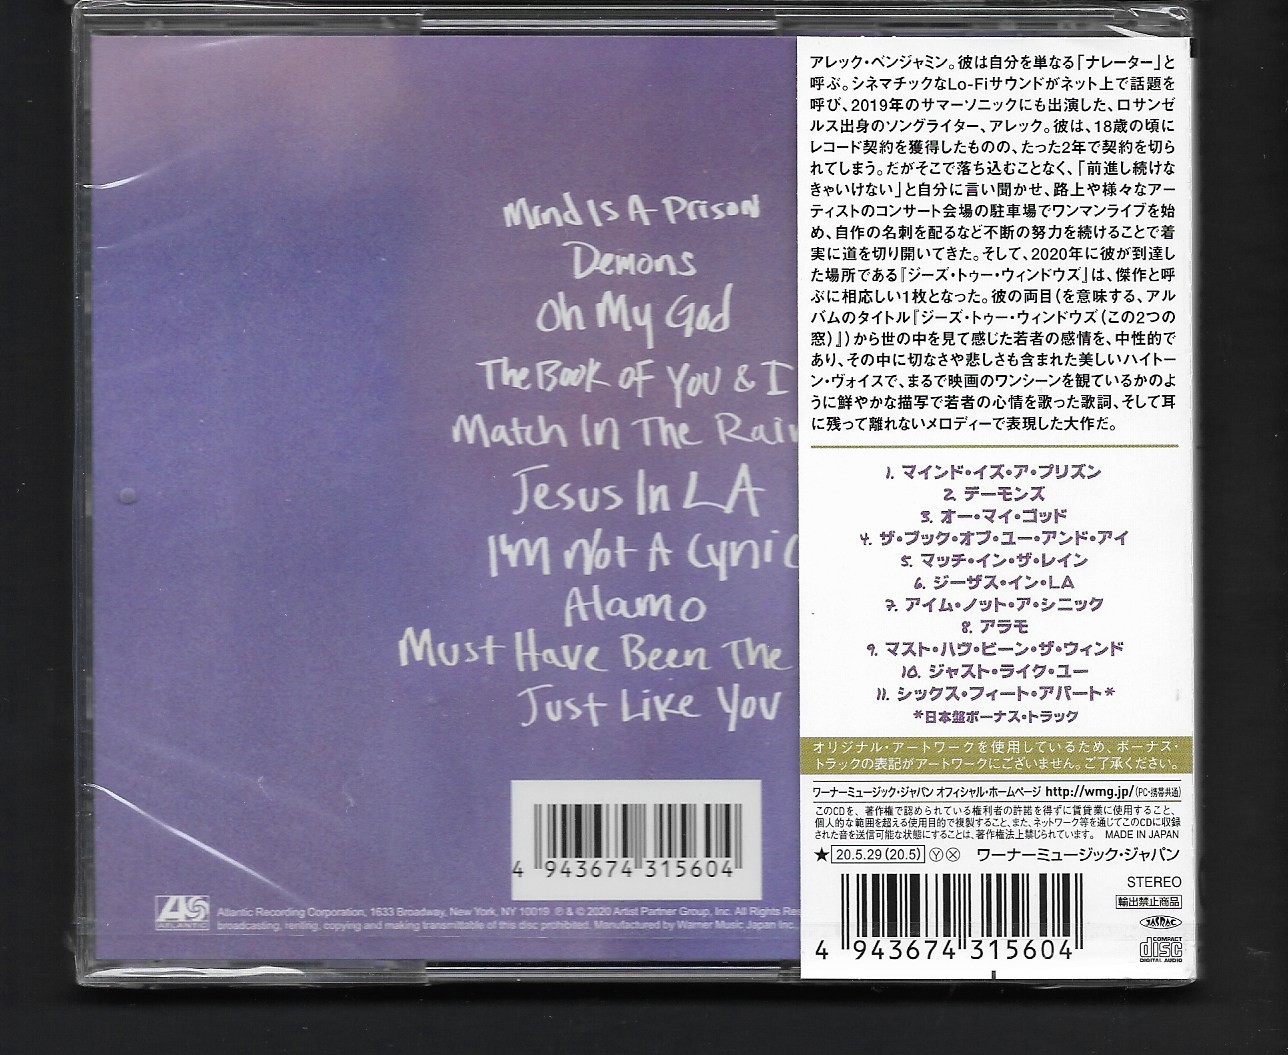 Mind Is A Prison
Demons
Oh My God
The Book Of You & I
Match In The Rain
Jesus In LA
I'm Not A Cynic
Alamo
Must Have Been The
Just Like You
4 943674 315604
ATLANTIC
Atlantic Recording Corporation, 1633 Broadway, New York, NY 10019 ℗ & © 2020 Artist Partner Group, Inc. All Rights
broadcasting, renting, copying and making transmittable of this disc prohibited. Manufactured by Warner Music Japan Inc.
アレック・ベンジャミン。彼は自分を単なる「ナレーター」と
呼ぶ。シネマチックなLo-Fiサウンドがネット上で話題を
呼び、2019年のサマーソニックにも出演した、ロサンゼ
ルス出身のソングライター、アレック。彼は、18歳の頃に
レコード契約を獲得したものの、たった2年で契約を切ら
れてしまう。だがそこで落ち込むことなく、「前進し続けな
きゃいけない」と自分に言い聞かせ、路上や様々なアー
ティストのコンサート会場の駐車場でワンマンライブを始
め、自作の名刺を配るなど不断の努力を続けることで着
実に道を切り開いてきた。そして、2020年に彼が到達し
た場所である『ジーズ・トゥー・ウィンドウズ』は、傑作と呼
ぶに相応しい1枚となった。彼の両目(を意味する、アル
バムのタイトル『ジーズ・トゥー・ウィンドウズ(この2つの
窓)』)から世の中を見て感じた若者の感情を、中性的で
あり、その中に切なさや悲しさも含まれた美しいハイトー
ン・ヴォイスで、まるで映画のワンシーンを観ているかのよ
うに鮮やかな描写で若者の心情を歌った歌詞、そして耳
に残って離れないメロディーで表現した大作だ。
1. マインド・イズ・ア・プリズン
2. デーモンズ
3. オー・マイ・ゴッド
4. ザ・ブック・オブ・ユー・アンド・アイ
5. マッチ・イン・ザ・レイン
6. ジーザス・イン・LA
7. アイム・ノット・ア・シニック
8. アラモ
9. マスト・ハヴ・ビーン・ザ・ウィンド
10. ジャスト・ライク・ユー
11. シックス・フィート・アパート*
*日本盤ボーナス・トラック
オリジナル・アートワークを使用しているため、ボーナス・
トラックの表記がアートワークにございません。ご了承ください。
ワーナーミュージック・ジャパン オフィシャル・ホームページ http://wmg.jp/(PC・携帯共通)
このCDを、著作権で認められている権利者の許諾を得ずに賃貸業に使用すること、
個人的な範囲を超える使用目的で複製すること、また、ネットワーク等を通じてこのCDに収録
された音を送信可能な状態にすることは、著作権法上禁じられています。 MADE IN JAPAN
★ 20.5.29 (20.5) Ⓨ ⓧ ワーナーミュージック・ジャパン
STEREO
輸出禁止商品
JASRAC
COMPACT
disc
DIGITAL AUDIO
4 943674 315604